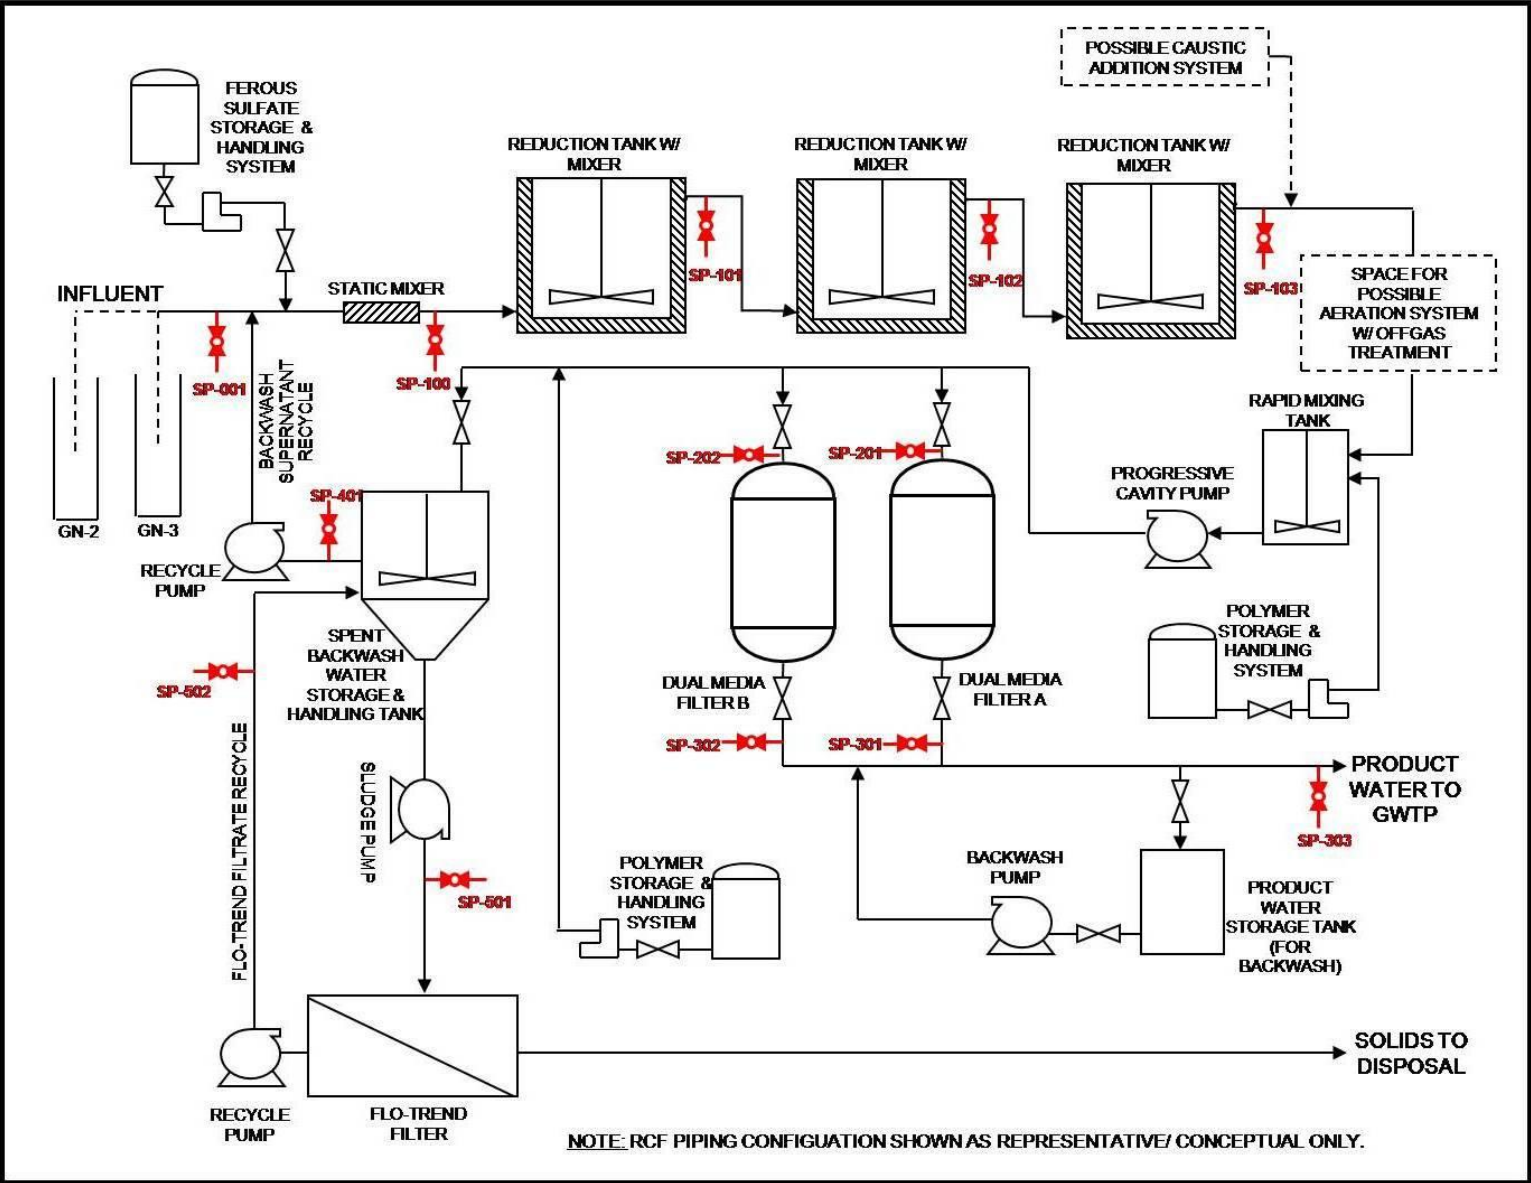 POSSIBLE CAUSTIC
ADDITION SYSTEM
FEROUS
SULFATE
STORAGE &
HANDLING
SYSTEM
REDUCTION TANK W/
MIXER
REDUCTION TANK W/
MIXER
REDUCTION TANK W/
MIXER
SP-101
SP-102
SP-103
INFLUENT
STATIC MIXER
SPACE FOR
POSSIBLE
AERATION SYSTEM
W/ OFFGAS
TREATMENT
SP-001
SP-100
BACKWASH
SUPERNATANT
RECYCLE
RAPID MIXING
TANK
SP-202
SP-201
PROGRESSIVE
CAVITY PUMP
SP-401
GN-2
GN-3
RECYCLE
PUMP
SPENT
BACKWASH
WATER
STORAGE &
HANDLING TANK
POLYMER
STORAGE &
HANDLING
SYSTEM
SP-502
DUAL MEDIA
FILTER B
DUAL MEDIA
FILTER A
SP-302
SP-301
PRODUCT
WATER TO
GWTP
FLO-TREND FILTRATE RECYCLE
SLUDGE PUMP
SP-303
SP-501
POLYMER
STORAGE &
HANDLING
SYSTEM
BACKWASH
PUMP
PRODUCT
WATER
STORAGE TANK
(FOR
BACKWASH)
SOLIDS TO
DISPOSAL
RECYCLE
PUMP
FLO-TREND
FILTER
NOTE: RCF PIPING CONFIGUATION SHOWN AS REPRESENTATIVE/ CONCEPTUAL ONLY.